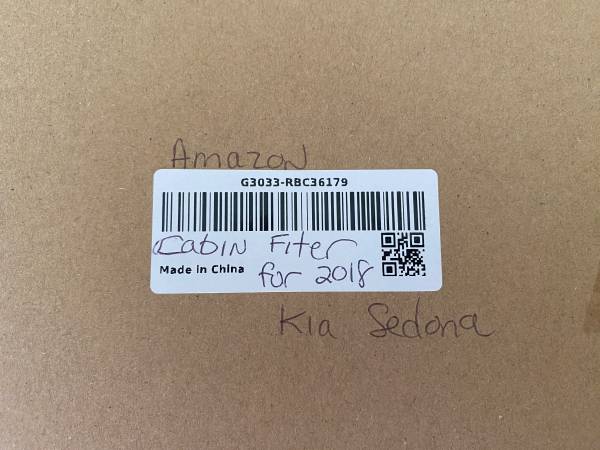 Amazon
G3033-RBC36179
Cabin Fiter
Made in China
for 2018
Kia Sedona